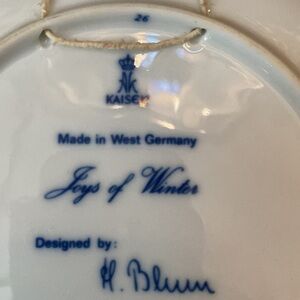 26
KAISER
Made in West Germany
Joys of Winter
Designed by:
H. Blum